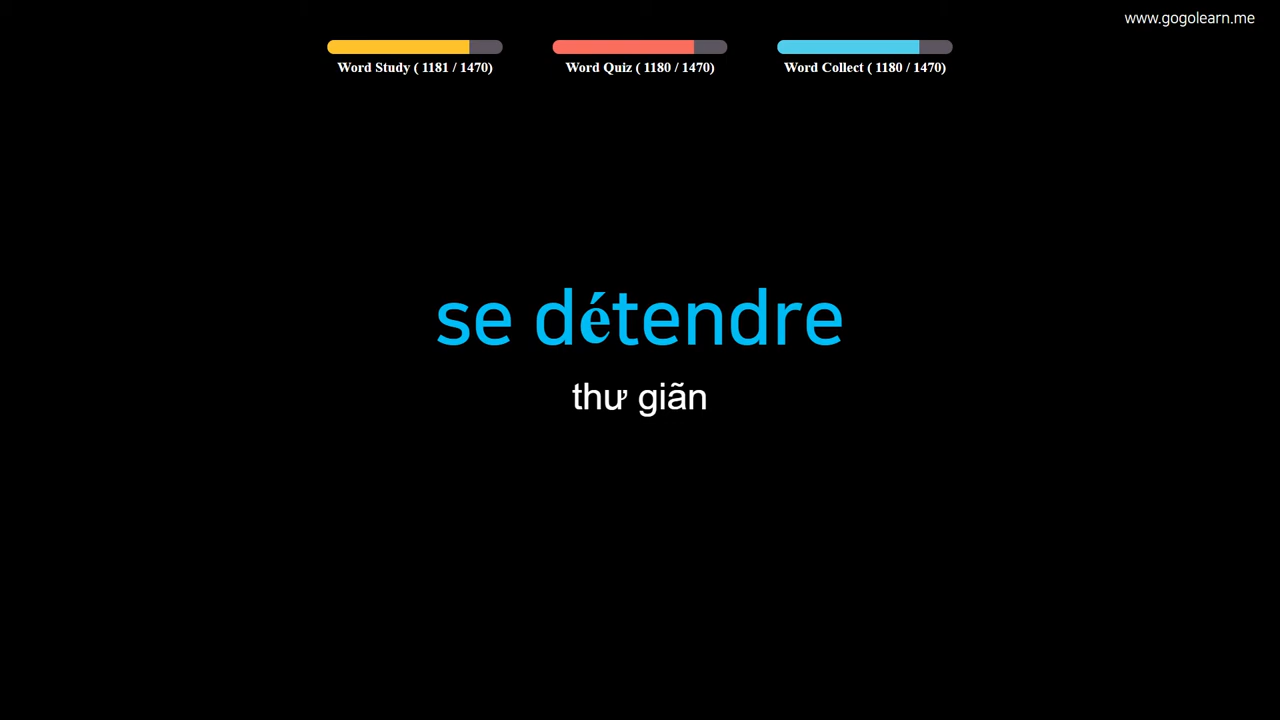 www.gogolearn.me
Word Study ( 1181 / 1470)
Word Quiz ( 1180 / 1470)
Word Collect ( 1180 / 1470)
se détendre
thư giãn